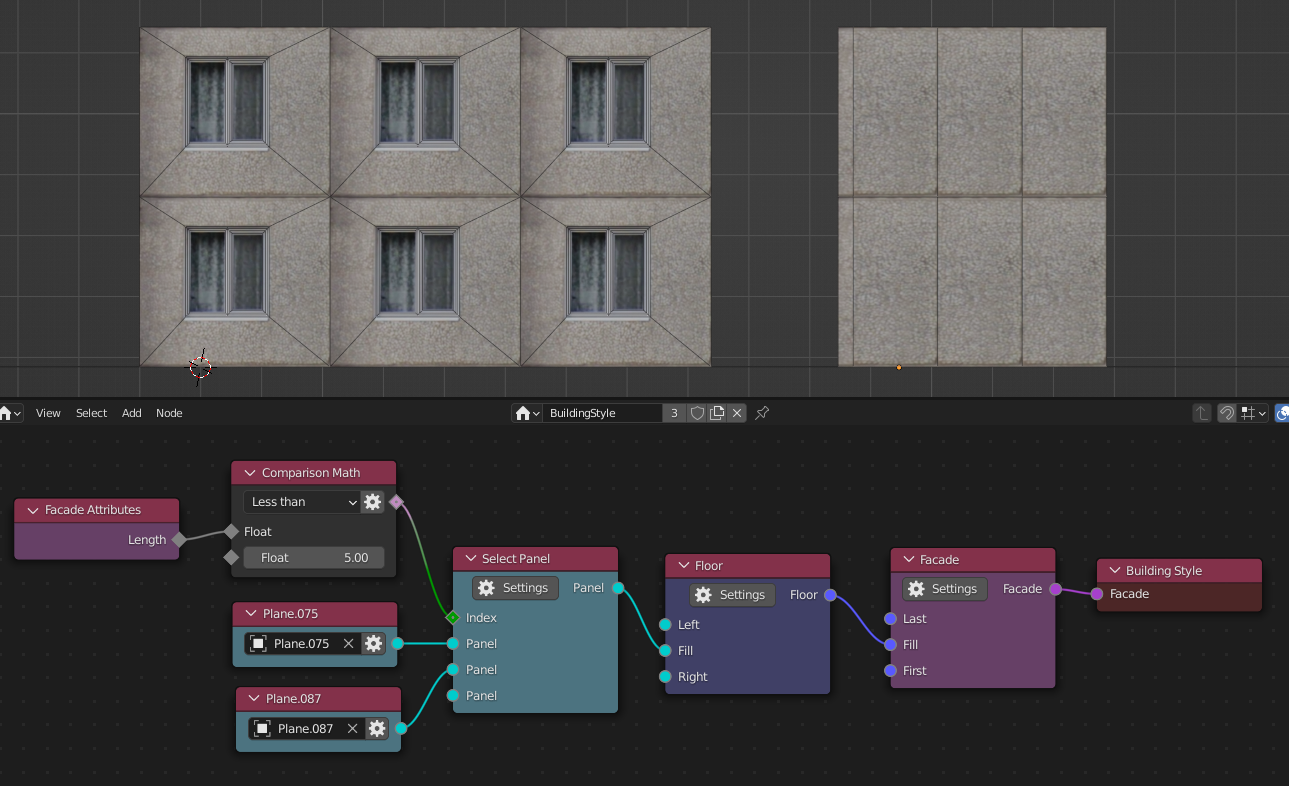 View Select Add Node BuildingStyle 3
Comparison Math
Less than
Float
Float 5.00
Facade Attributes
Length
Select Panel
Settings Panel
Index
Panel
Panel
Panel
Plane.075
Plane.075
Plane.087
Plane.087
Floor
Settings Floor
Left
Fill
Right
Facade
Settings Facade
Last
Fill
First
Building Style
Facade